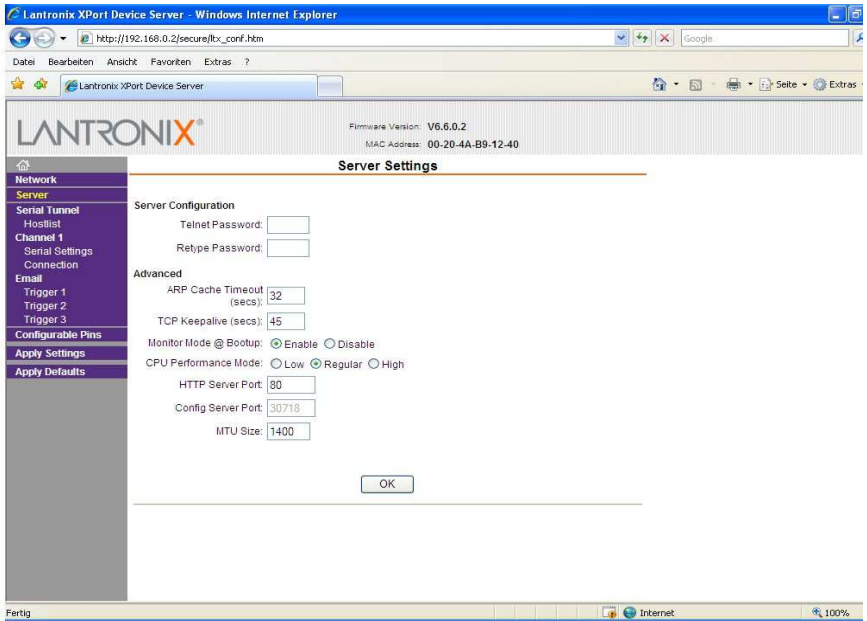 Lantronix XPort Device Server - Windows Internet Explorer
http://192.168.0.2/secure/ltx_conf.htm
Google
Datei Bearbeiten Ansicht Favoriten Extras ?
Lantronix XPort Device Server
Seite Extras
LANTRONIX®
Firmware Version: V6.6.0.2
MAC Address: 00-20-4A-B9-12-40
Server Settings
Network
Server
Serial Tunnel
Hostlist
Channel 1
Serial Settings
Connection
Email
Trigger 1
Trigger 2
Trigger 3
Configurable Pins
Apply Settings
Apply Defaults
Server Configuration
Telnet Password:
Retype Password:
Advanced
ARP Cache Timeout
(secs): 32
TCP Keepalive (secs): 45
Monitor Mode @ Bootup: Enable Disable
CPU Performance Mode: Low Regular High
HTTP Server Port: 80
Config Server Port: 30718
MTU Size: 1400
OK
Fertig
Internet
100%